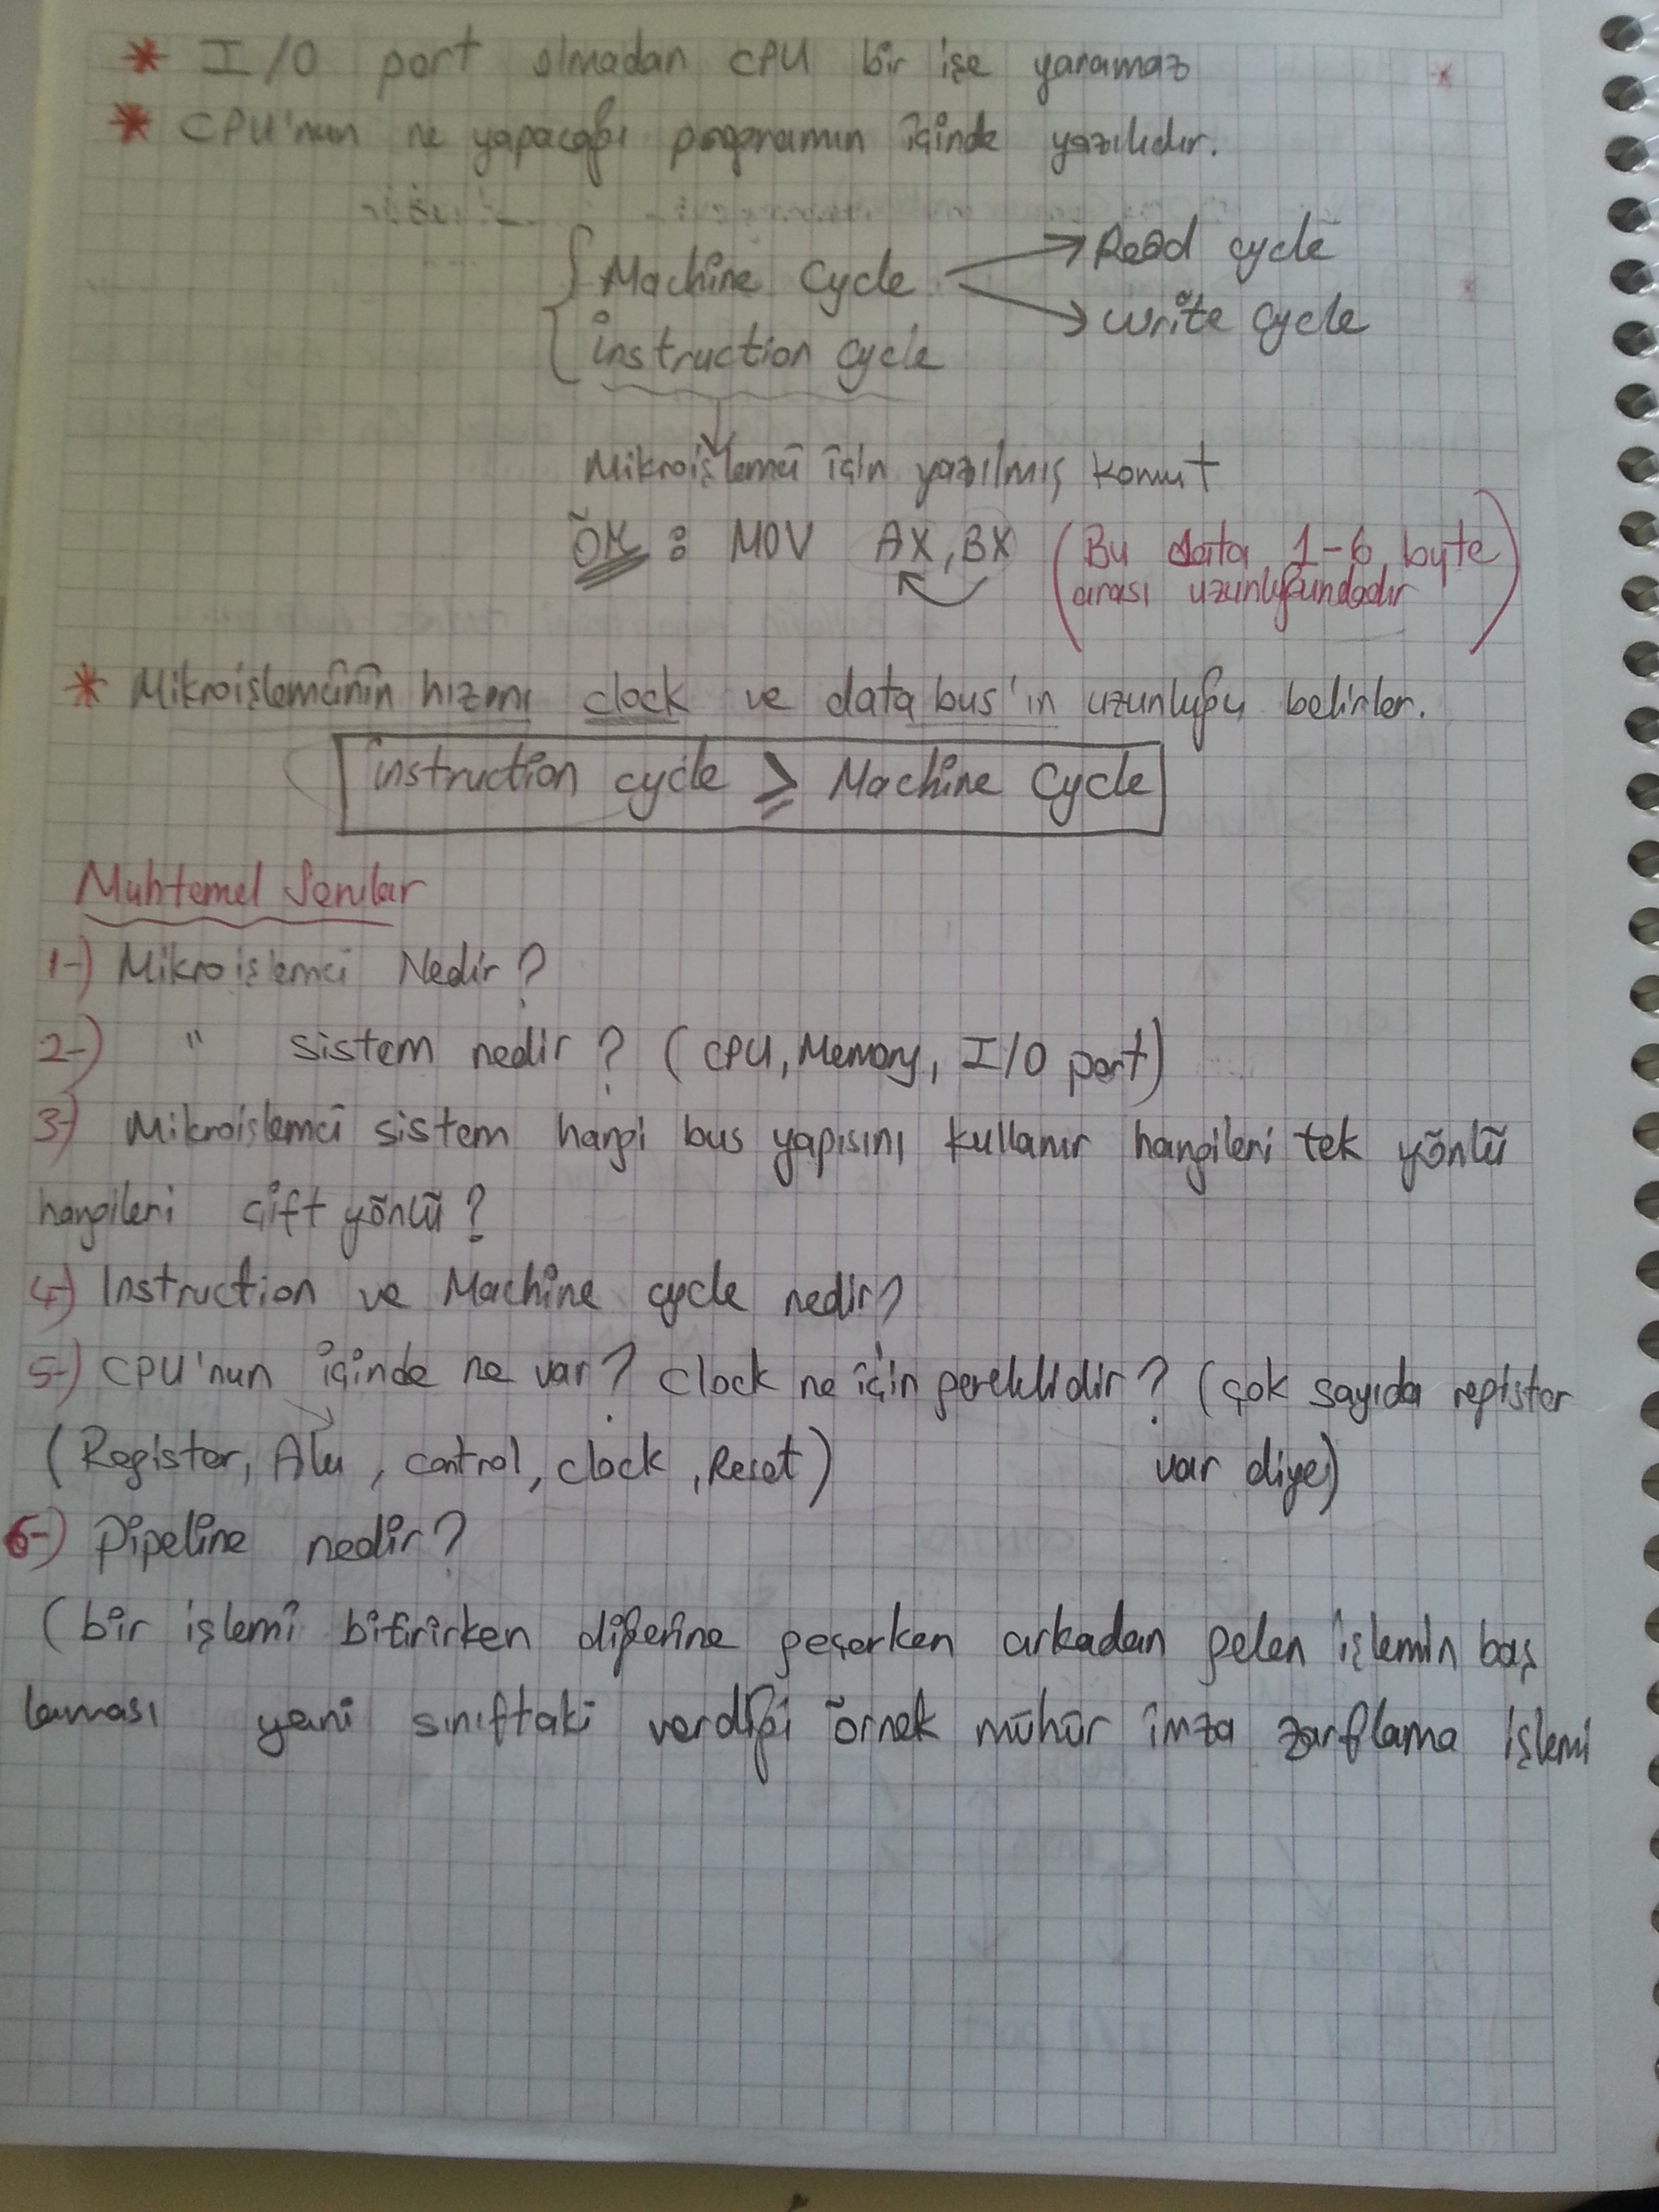 * I/O port olmadan CPU bir işe yaramaz
* CPU'nun ne yapacağı programın içinde yazılıdır.
Machine Cycle → Read cycle
→ write cycle
instruction cycle
Mikroişlemci için yazılmış komut
ÖR : MOV AX, BX (Bu data 1-6 byte
arası uzunluğundadır)
* Mikroişlemcinin hızını clock ve data bus'ın uzunluğu belirler.
instruction cycle ≥ Machine Cycle
Muhtemel Sorular
1-) Mikroişlemci Nedir?
2-) " sistem nedir? (CPU, Memory, I/O port)
3-) Mikroişlemci sistem hangi bus yapısını kullanır hangileri tek yönlü
hangileri çift yönlü?
4-) Instruction ve Machine cycle nedir?
5-) CPU'nun içinde ne var? Clock ne için gereklidir? (çok sayıda register
(Register, Alu, control, clock, Reset) var diye)
6-) Pipeline nedir?
(bir işlemi bitirirken diğerine geçerken arkadan gelen işlemin baş
laması yani sınıftaki verdiği örnek mühür imza zarflama işlemi